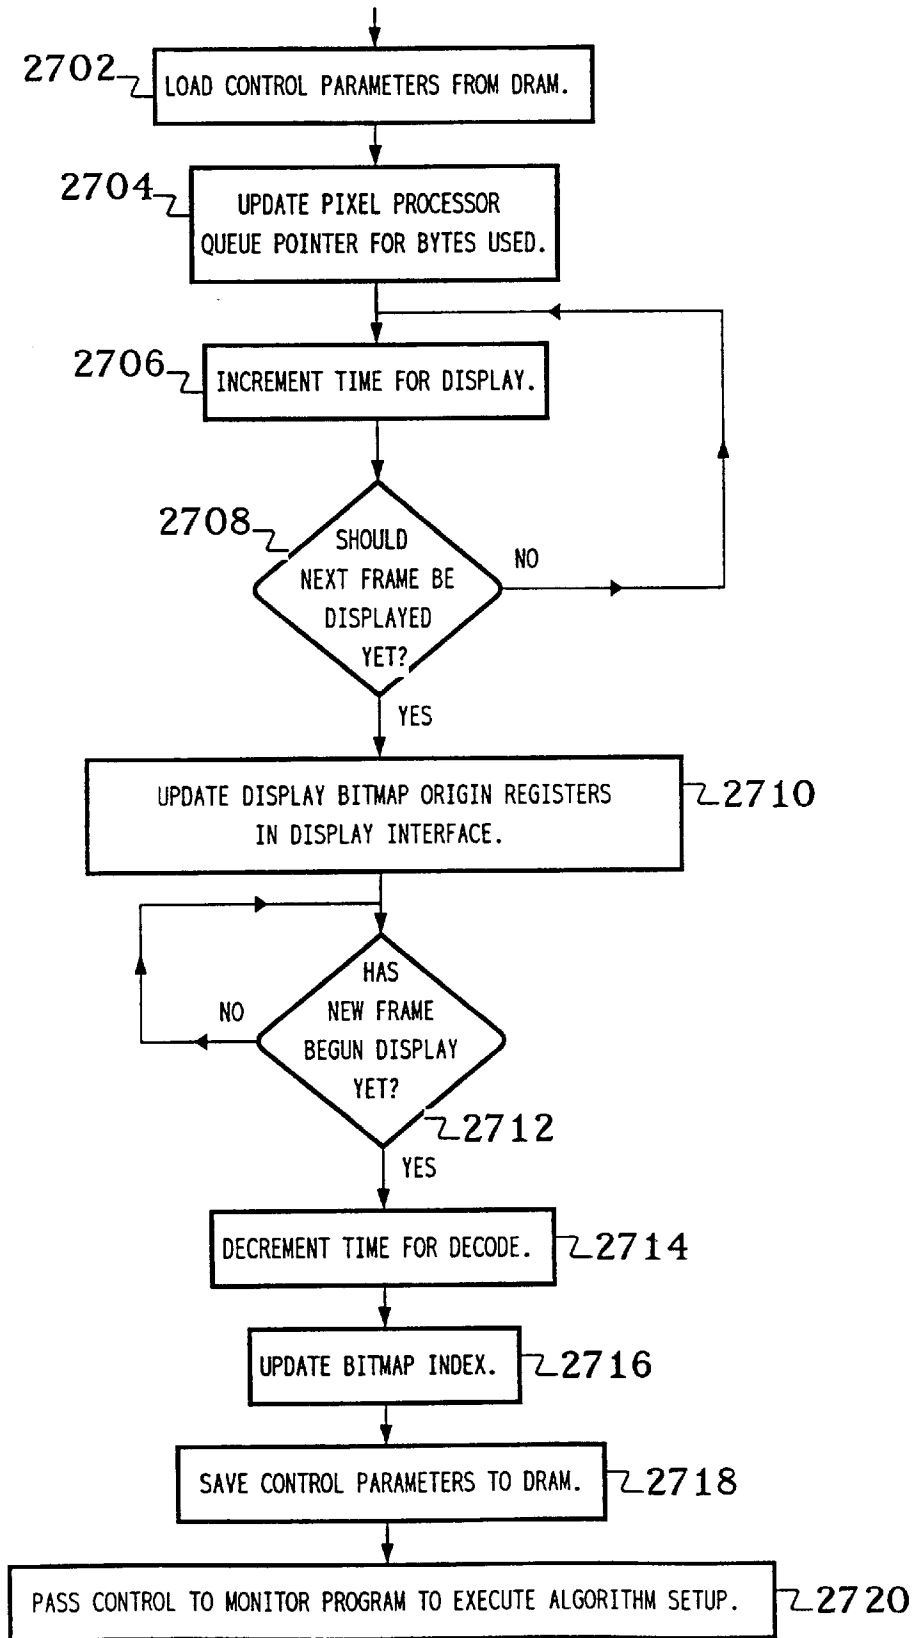 2702
LOAD CONTROL PARAMETERS FROM DRAM.
2704
UPDATE PIXEL PROCESSOR
QUEUE POINTER FOR BYTES USED.
2706
INCREMENT TIME FOR DISPLAY.
2708
SHOULD
NEXT FRAME BE
DISPLAYED
YET?
NO
YES
UPDATE DISPLAY BITMAP ORIGIN REGISTERS
IN DISPLAY INTERFACE.
2710
HAS
NEW FRAME
BEGUN DISPLAY
YET?
NO
2712
YES
DECREMENT TIME FOR DECODE.
2714
UPDATE BITMAP INDEX.
2716
SAVE CONTROL PARAMETERS TO DRAM.
2718
PASS CONTROL TO MONITOR PROGRAM TO EXECUTE ALGORITHM SETUP.
2720